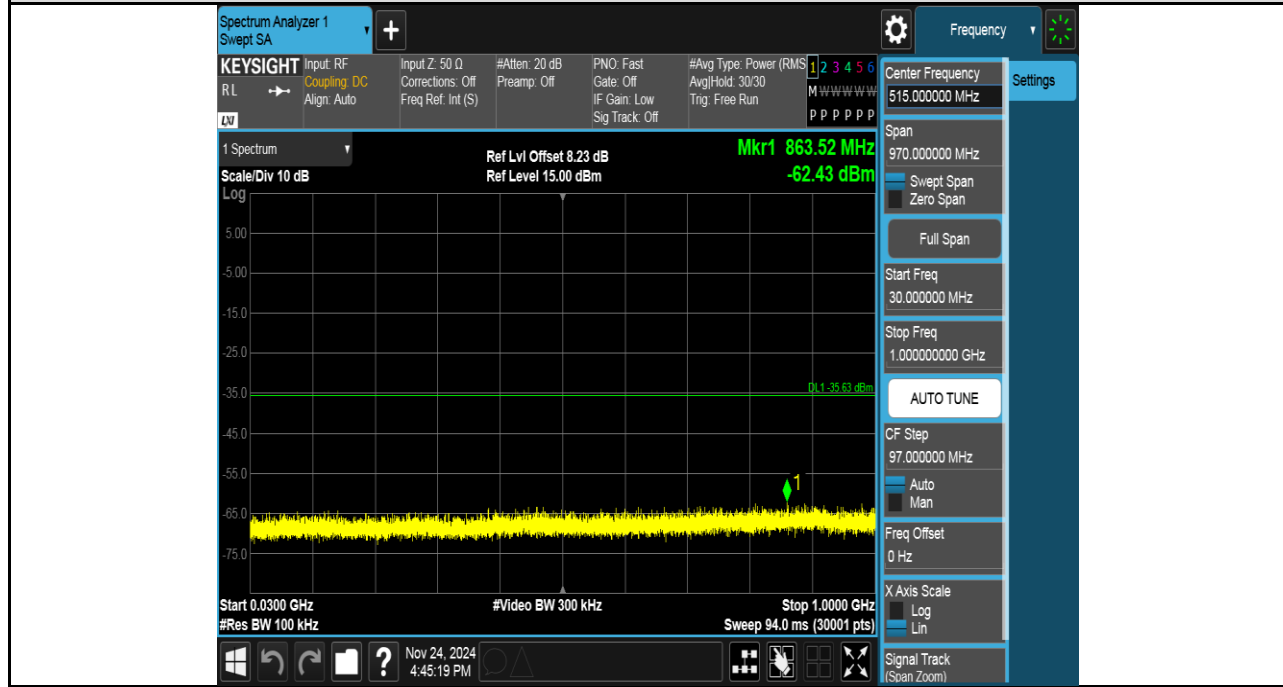 Spectrum Analyzer 1
Swept SA
+
Frequency
KEYSIGHT
RL
LXI
Input: RF
Coupling: DC
Align: Auto
Input Z: 50 Ω
Corrections: Off
Freq Ref: Int (S)
#Atten: 20 dB
Preamp: Off
PNO: Fast
Gate: Off
IF Gain: Low
Sig Track: Off
#Avg Type: Power (RMS
Avg|Hold: 30/30
Trig: Free Run
1 2 3 4 5 6
M W W W W W
P P P P P P
Center Frequency
515.000000 MHz
Settings
1 Spectrum
Scale/Div 10 dB
Ref Lvl Offset 8.23 dB
Ref Level 15.00 dBm
Mkr1 863.52 MHz
-62.43 dBm
Log
5.00
-5.00
-15.0
-25.0
-35.0
-45.0
-55.0
-65.0
-75.0
DL1 -35.63 dBm
1
Start 0.0300 GHz
#Res BW 100 kHz
#Video BW 300 kHz
Stop 1.0000 GHz
Sweep 94.0 ms (30001 pts)
Span
970.000000 MHz
Swept Span
Zero Span
Full Span
Start Freq
30.000000 MHz
Stop Freq
1.000000000 GHz
AUTO TUNE
CF Step
97.000000 MHz
Auto
Man
Freq Offset
0 Hz
X Axis Scale
Log
Lin
Signal Track
(Span Zoom)
?
Nov 24, 2024
4:45:19 PM